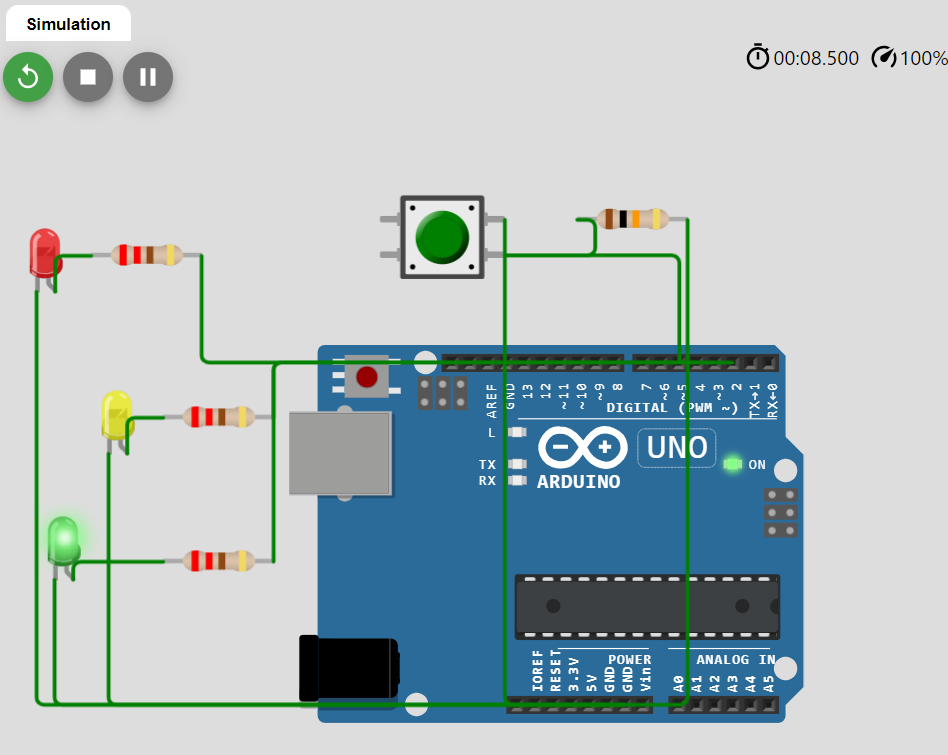 Simulation
00:08.500 100%
AREF
GND
13
12
~11
~10
~9
8
7
~6
~5
4
~3
2
TX→1
RX←0
DIGITAL (PWM ~)
L
TX
RX
UNO
ON
ARDUINO
IOREF
RESET
3.3V
5V
GND
GND
Vin
POWER
ANALOG IN
A0
A1
A2
A3
A4
A5